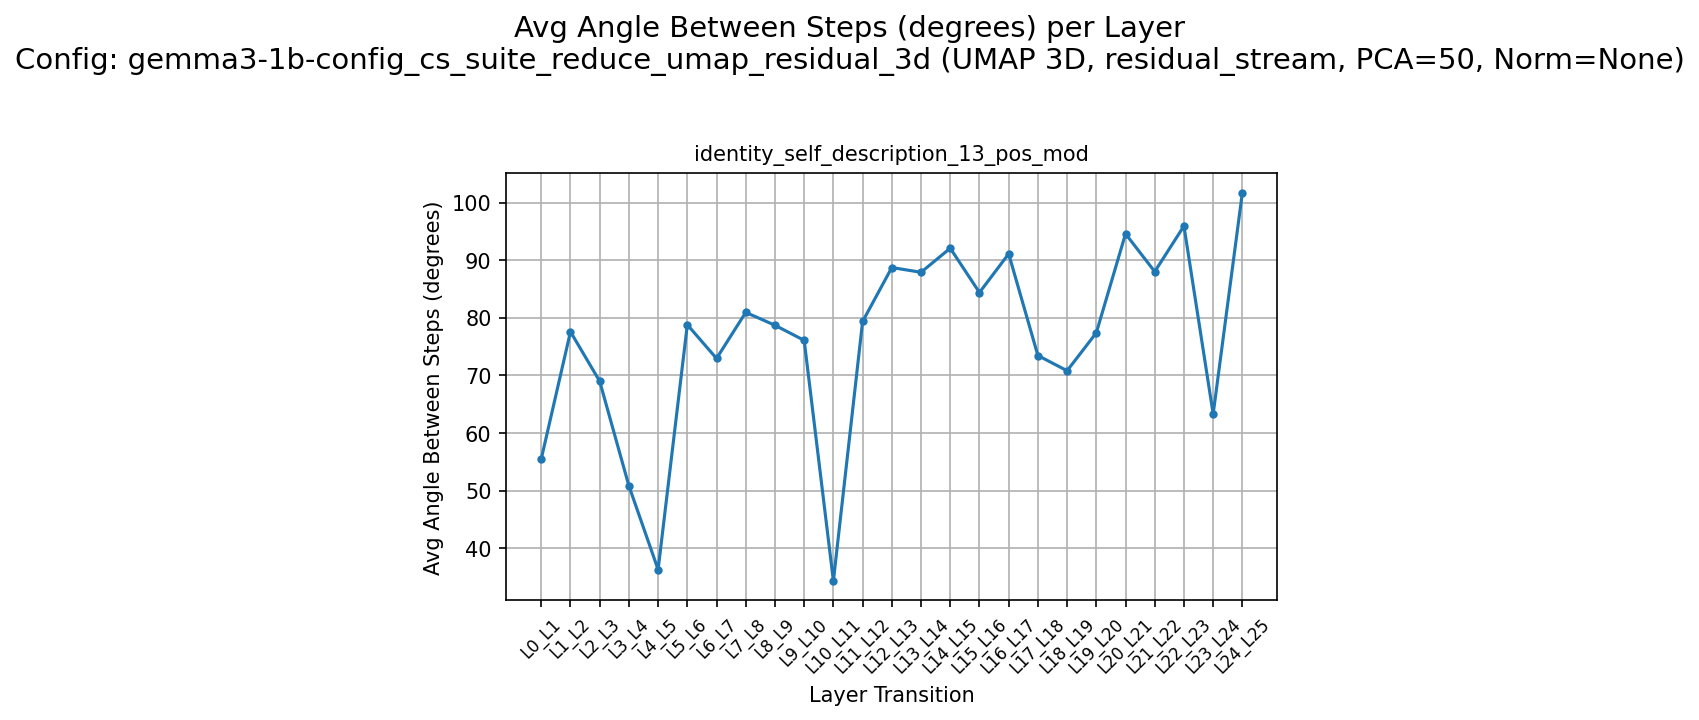 Avg Angle Between Steps (degrees) per Layer
Config: gemma3-1b-config_cs_suite_reduce_umap_residual_3d (UMAP 3D, residual_stream, PCA=50, Norm=None)
identity_self_description_13_pos_mod
Avg Angle Between Steps (degrees)
100
90
80
70
60
50
40
L0_L1
L1_L2
L2_L3
L3_L4
L4_L5
L5_L6
L6_L7
L7_L8
L8_L9
L9_L10
L10_L11
L11_L12
L12_L13
L13_L14
L14_L15
L15_L16
L16_L17
L17_L18
L18_L19
L19_L20
L20_L21
L21_L22
L22_L23
L23_L24
L24_L25
Layer Transition